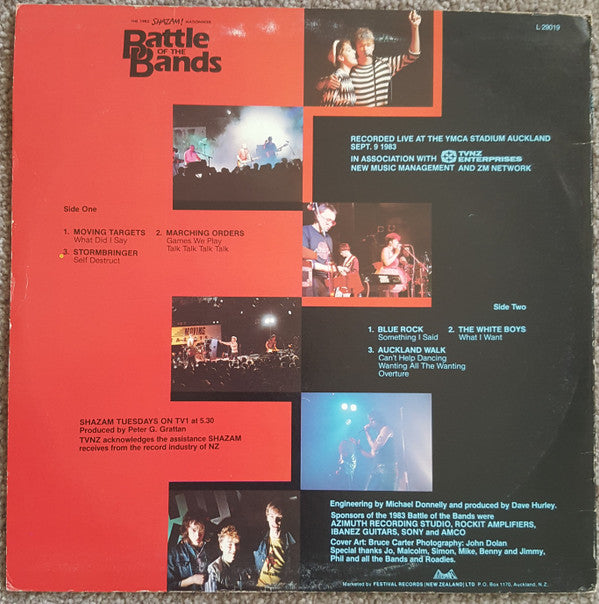 THE 1983 SHAZAM! NATIONWIDE
Battle
OF THE
Bands
L 28019
RECORDED LIVE AT THE YMCA STADIUM AUCKLAND
SEPT. 9 1983
IN ASSOCIATION WITH TVNZ ENTERPRISES
NEW MUSIC MANAGEMENT AND ZM NETWORK
Side One
1. MOVING TARGETS
What Did I Say
2. MARCHING ORDERS
Games We Play
Talk Talk Talk Talk
3. STORMBRINGER
Self Destruct
MOVING
Side Two
1. BLUE ROCK
Something I Said
2. THE WHITE BOYS
What I Want
3. AUCKLAND WALK
Can't Help Dancing
Wanting All The Wanting
Overture
SHAZAM TUESDAYS ON TV1 at 5.30
Produced by Peter G. Grattan
TVNZ acknowledges the assistance SHAZAM
receives from the record industry of NZ
Engineering by Michael Donnelly and produced by Dave Hurley.
Sponsors of the 1983 Battle of the Bands were
AZIMUTH RECORDING STUDIO, ROCKIT AMPLIFIERS,
IBANEZ GUITARS, SONY and AMCO
Cover Art: Bruce Carter Photography: John Dolan
Special thanks Jo, Malcolm, Simon, Mike, Benny and Jimmy,
Phil and all the Bands and Roadies.
Marketed by FESTIVAL RECORDS (NEW ZEALAND) LTD P.O. Box 1170, Auckland, N.Z.